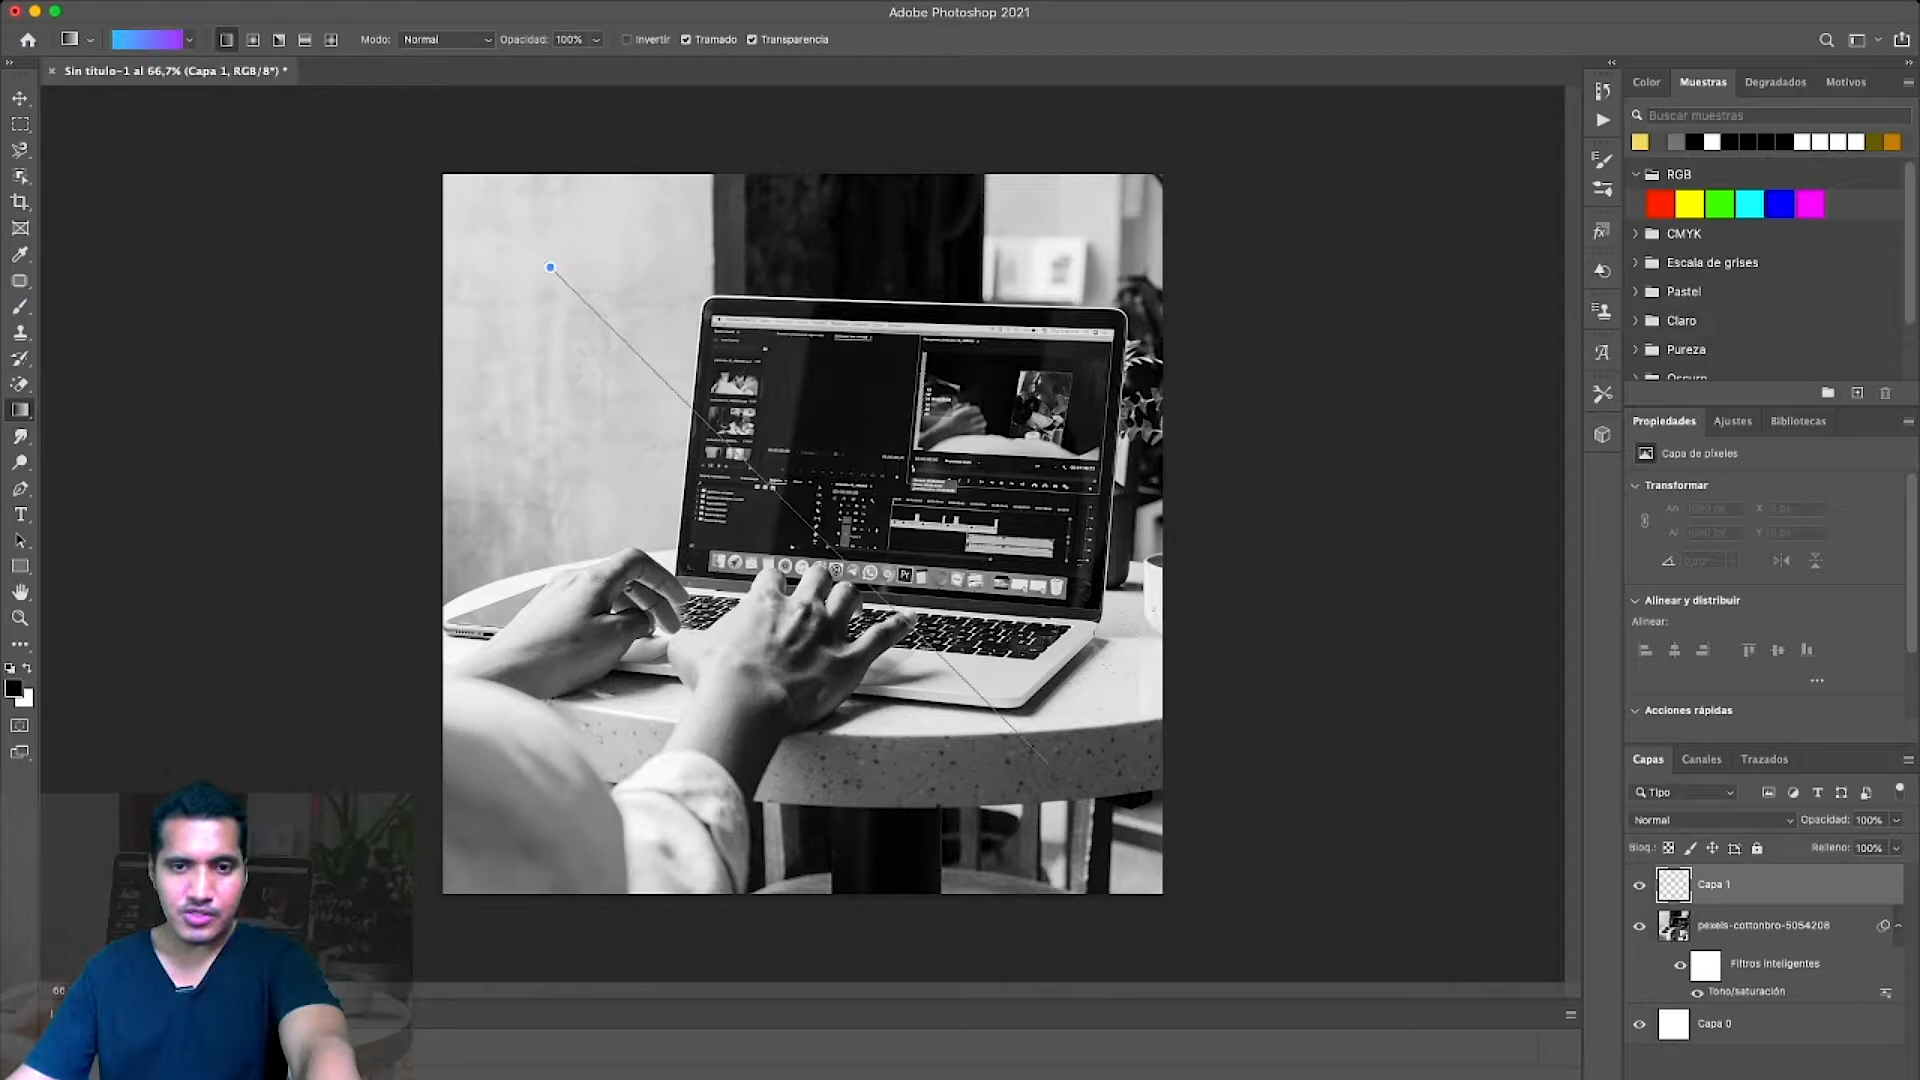 Adobe Photoshop 2021
Modo: Normal Opacidad: 100% Invertir Tramado Transparencia
Sin título-1 al 66,7% (Capa 1, RGB/8*) *
Color Muestras Degradados Motivos
Buscar muestras
RGB
CMYK
Escala de grises
Pastel
Claro
Pureza
Oscuro
Propiedades Ajustes Bibliotecas
Capa de píxeles
Transformar
An X
Al Y
Alinear y distribuir
Alinear:
Acciones rápidas
Capas Canales Trazados
Tipo
Normal Opacidad: 100%
Bloq.: Relleno: 100%
Capa 1
pexels-cottonbro-5054208
Filtros inteligentes
Tono/saturación
Capa 0
66
Pr